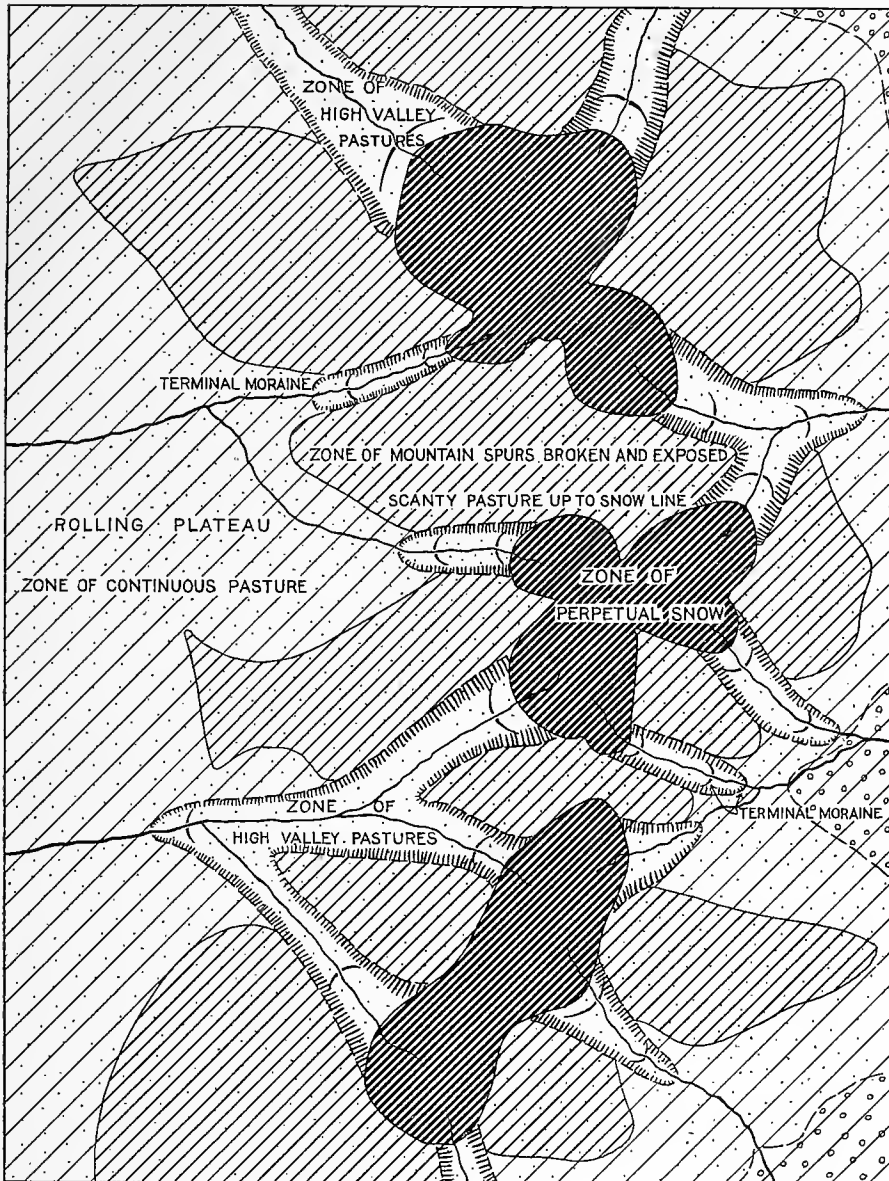 ZONE OF
HIGH VALLEY
PASTURES
TERMINAL MORAINE
ZONE OF MOUNTAIN SPURS BROKEN AND EXPOSED
SCANTY PASTURE UP TO SNOW LINE
ROLLING PLATEAU
ZONE OF CONTINUOUS PASTURE
ZONE OF
PERPETUAL SNOW
ZONE OF
HIGH VALLEY PASTURES
TERMINAL MORAINE